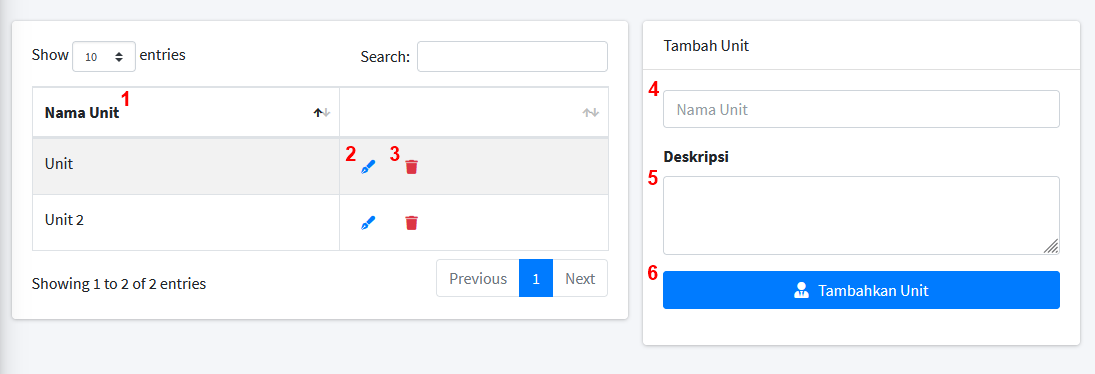 Show 10 entries
Search:
Nama Unit 1
Unit 2 3
Unit 2
Showing 1 to 2 of 2 entries
Previous 1 Next
Tambah Unit
4 Nama Unit
Deskripsi
5
6 Tambahkan Unit